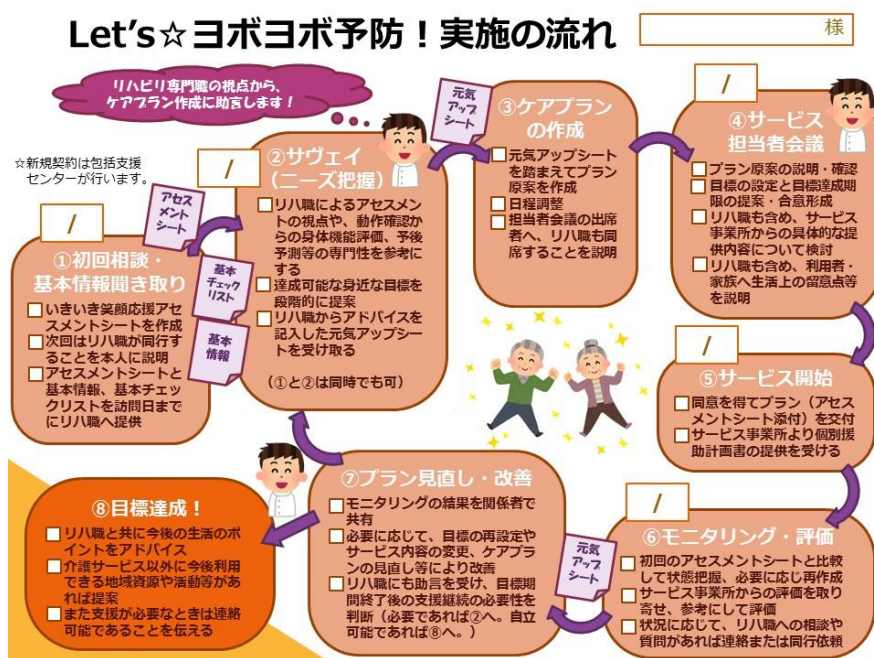 Let's☆ヨボヨボ予防！実施の流れ
様
リハビリ専門職の視点から、
ケアプラン作成に助言します！
☆新規契約は包括支援
センターが行います。
/
アセス
メント
シート
①初回相談・
基本情報聞き取り
いきいき笑顔応援アセ
スメントシートを作成
次回はリハ職が同行す
ることを本人に説明
アセスメントシートと
基本情報、基本チェッ
クリストを訪問日まで
にリハ職へ提供
基本
チェック
リスト
基本
情報
/
②サヴェイ
（ニーズ把握）
リハ職によるアセスメン
トの視点や、動作確認か
らの身体機能評価、予後
予測等の専門性を参考に
する
達成可能な身近な目標を
段階的に提案
リハ職からアドバイスを
記入した元気アップシー
トを受け取る
（①と②は同時でも可）
元気
アップ
シート
③ケアプラン
の作成
元気アップシート
を踏まえてプラン
原案を作成
日程調整
担当者会議の出席
者へ、リハ職も同
席することを説明
/
④サービス
担当者会議
プラン原案の説明・確認
目標の設定と目標達成期
限の提案・合意形成
リハ職も含め、サービス
事業所からの具体的な提
供内容について検討
リハ職も含め、利用者・
家族へ生活上の留意点等
を説明
/
⑤サービス開始
同意を得てプラン（アセス
メントシート添付）を交付
サービス事業所より個別援
助計画書の提供を受ける
/
⑥モニタリング・評価
初回のアセスメントシートと比較
して状態把握、必要に応じ再作成
サービス事業所からの評価を取り
寄せ、参考にして評価
状況に応じて、リハ職への相談や
質問があれば連絡または同行依頼
元気
アップ
シート
⑦プラン見直し・改善
モニタリングの結果を関係者で
共有
必要に応じて、目標の再設定や
サービス内容の変更、ケアプラン
の見直し等により改善
リハ職にも助言を受け、目標期
間終了後の支援継続の必要性を
判断（必要であれば②へ。自立
可能であれば⑧へ。）
⑧目標達成！
リハ職と共に今後の生活のポ
イントをアドバイス
介護サービス以外に今後利用
できる地域資源や活動等があ
れば提案
また支援が必要なときは連絡
可能であることを伝える